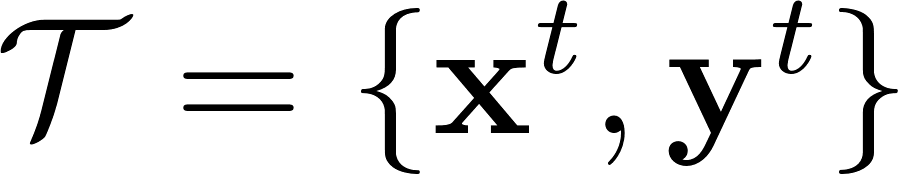 𝒯 = {𝐱ᵗ, 𝐲ᵗ}